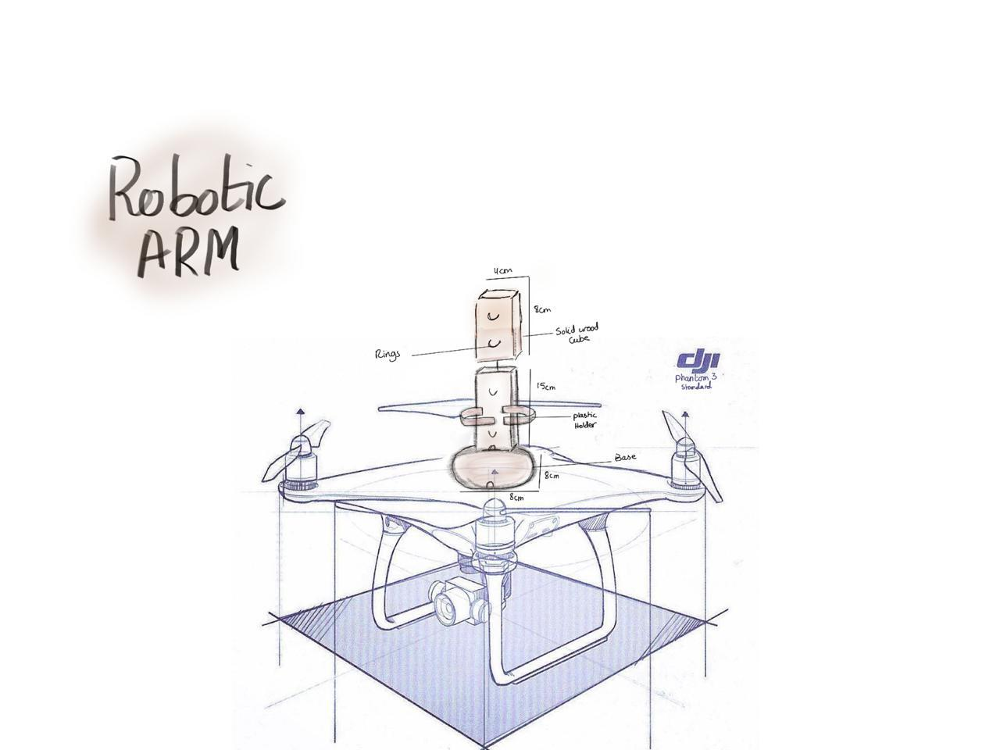 Robotic
ARM
4cm
8cm
Solid wood
Cube
Rings
dji
phantom 3
Standard
15cm
plastic
Holder
Base
8cm
8cm